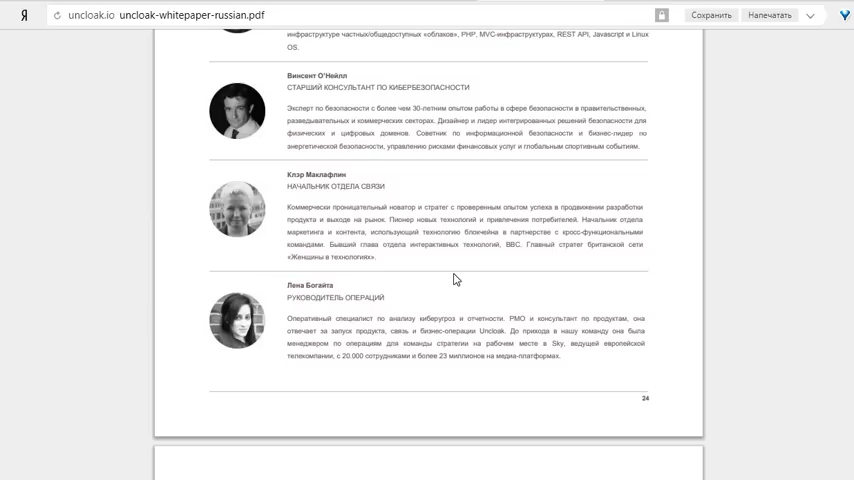 Я
uncloak.io uncloak-whitepaper-russian.pdf
Сохранить
Напечатать
инфраструктуре частных/общедоступных «облаков», PHP, MVC-инфраструктурах, REST API, Javascript и Linux
OS.
Винсент О'Нейлл
СТАРШИЙ КОНСУЛЬТАНТ ПО КИБЕРБЕЗОПАСНОСТИ
Эксперт по безопасности с более чем 30-летним опытом работы в сфере безопасности в правительственных,
разведывательных и коммерческих секторах. Дизайнер и лидер интегрированных решений безопасности для
физических и цифровых доменов. Советник по информационной безопасности и бизнес-лидер по
энергетической безопасности, управлению рисками финансовых услуг и глобальным спортивным событиям.
Клэр Маклафлин
НАЧАЛЬНИК ОТДЕЛА СВЯЗИ
Коммерчески проницательный новатор и стратег с проверенным опытом успеха в продвижении разработки
продукта и выходе на рынок. Пионер новых технологий и привлечения потребителей. Начальник отдела
маркетинга и контента, использующий технологию блокчейна в партнерстве с кросс-функциональными
командами. Бывший глава отдела интерактивных технологий, BBC. Главный стратег британской сети
«Женщины в технологиях».
Лена Богайта
РУКОВОДИТЕЛЬ ОПЕРАЦИЙ
Оперативный специалист по анализу киберугроз и отчетности. PMO и консультант по продуктам, она
отвечает за запуск продукта, связь и бизнес-операции Uncloak. До прихода в нашу команду она была
менеджером по операциям для команды стратегии на рабочем месте в Sky, ведущей европейской
телекомпании, с 20.000 сотрудниками и более 23 миллионов на медиа-платформах.
24